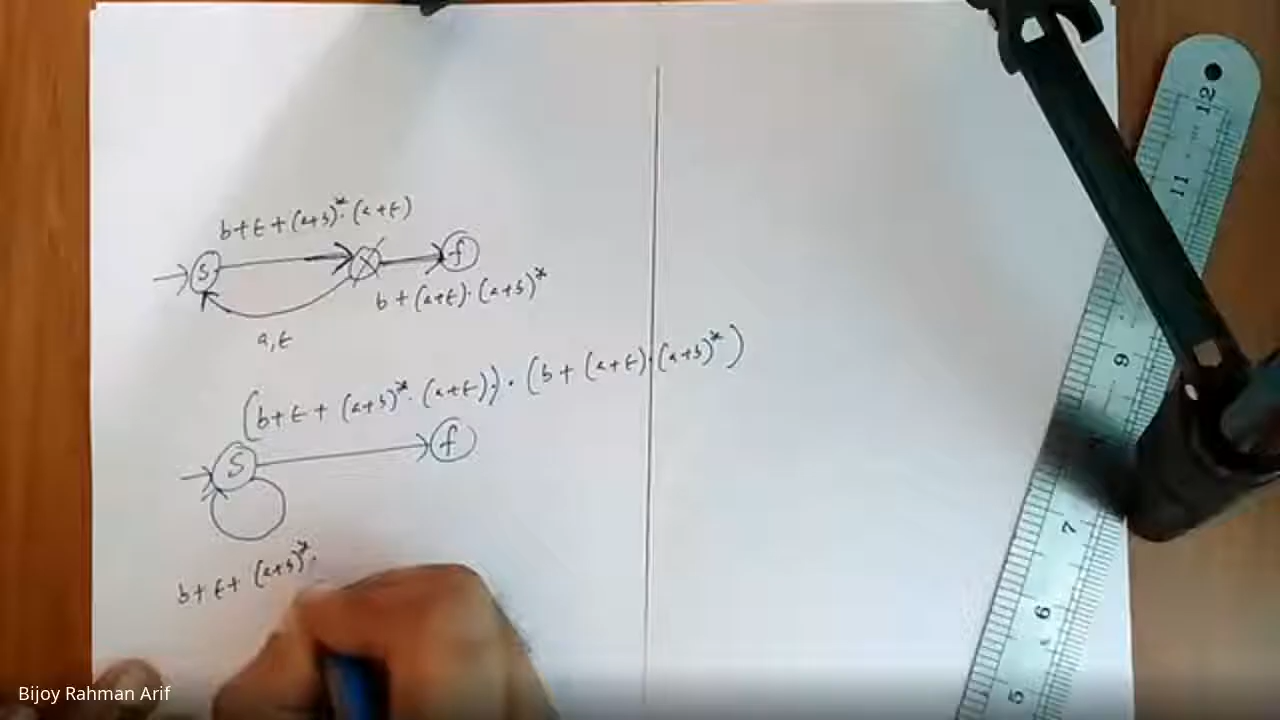 b+ε+(a+b)*.(a+ε)
s
f
b+(a+ε).(a+b)*
a,ε
(b+ε+(a+b)*.(a+ε)).(b+(a+ε).(a+b)*)
s
f
b+ε+(a+b)*.
12
11
9
7
6
5
Bijoy Rahman Arif